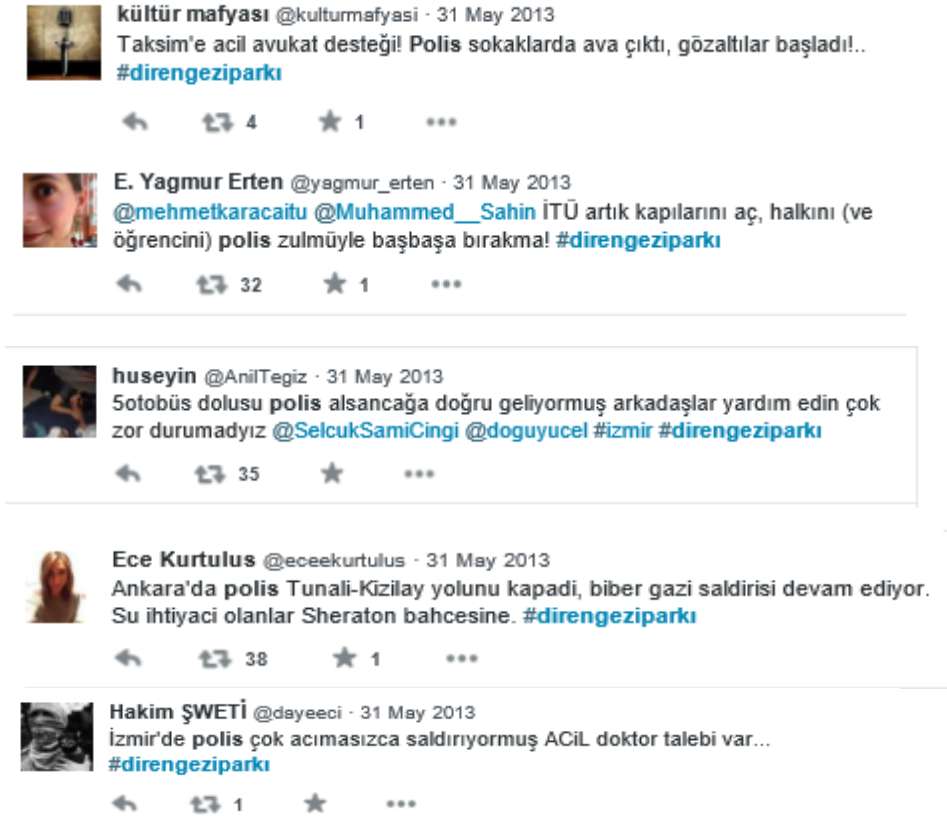 kültür mafyası @kulturmafyasi · 31 May 2013
Taksim'e acil avukat desteği! Polis sokaklarda ava çıktı, gözaltılar başladı!..
#direngeziparkı
4 1
E. Yagmur Erten @yagmur_erten · 31 May 2013
@mehmetkaracaitu @Muhammed__Sahin İTÜ artık kapılarını aç, halkını (ve
öğrencini) polis zulmüyle başbaşa bırakma! #direngeziparkı
32 1
huseyin @AnilTegiz · 31 May 2013
5otobüs dolusu polis alsancağa doğru geliyormuş arkadaşlar yardım edin çok
zor durumadyız @SelcukSamiCingi @doguyucel #izmir #direngeziparkı
35
Ece Kurtulus @eceekurtulus · 31 May 2013
Ankara'da polis Tunali-Kizilay yolunu kapadi, biber gazi saldirisi devam ediyor.
Su ihtiyaci olanlar Sheraton bahcesine. #direngeziparkı
38 1
Hakim ŞWETİ @dayeeci · 31 May 2013
İzmir'de polis çok acımasızca saldırıyormuş ACiL doktor talebi var...
#direngeziparkı
1